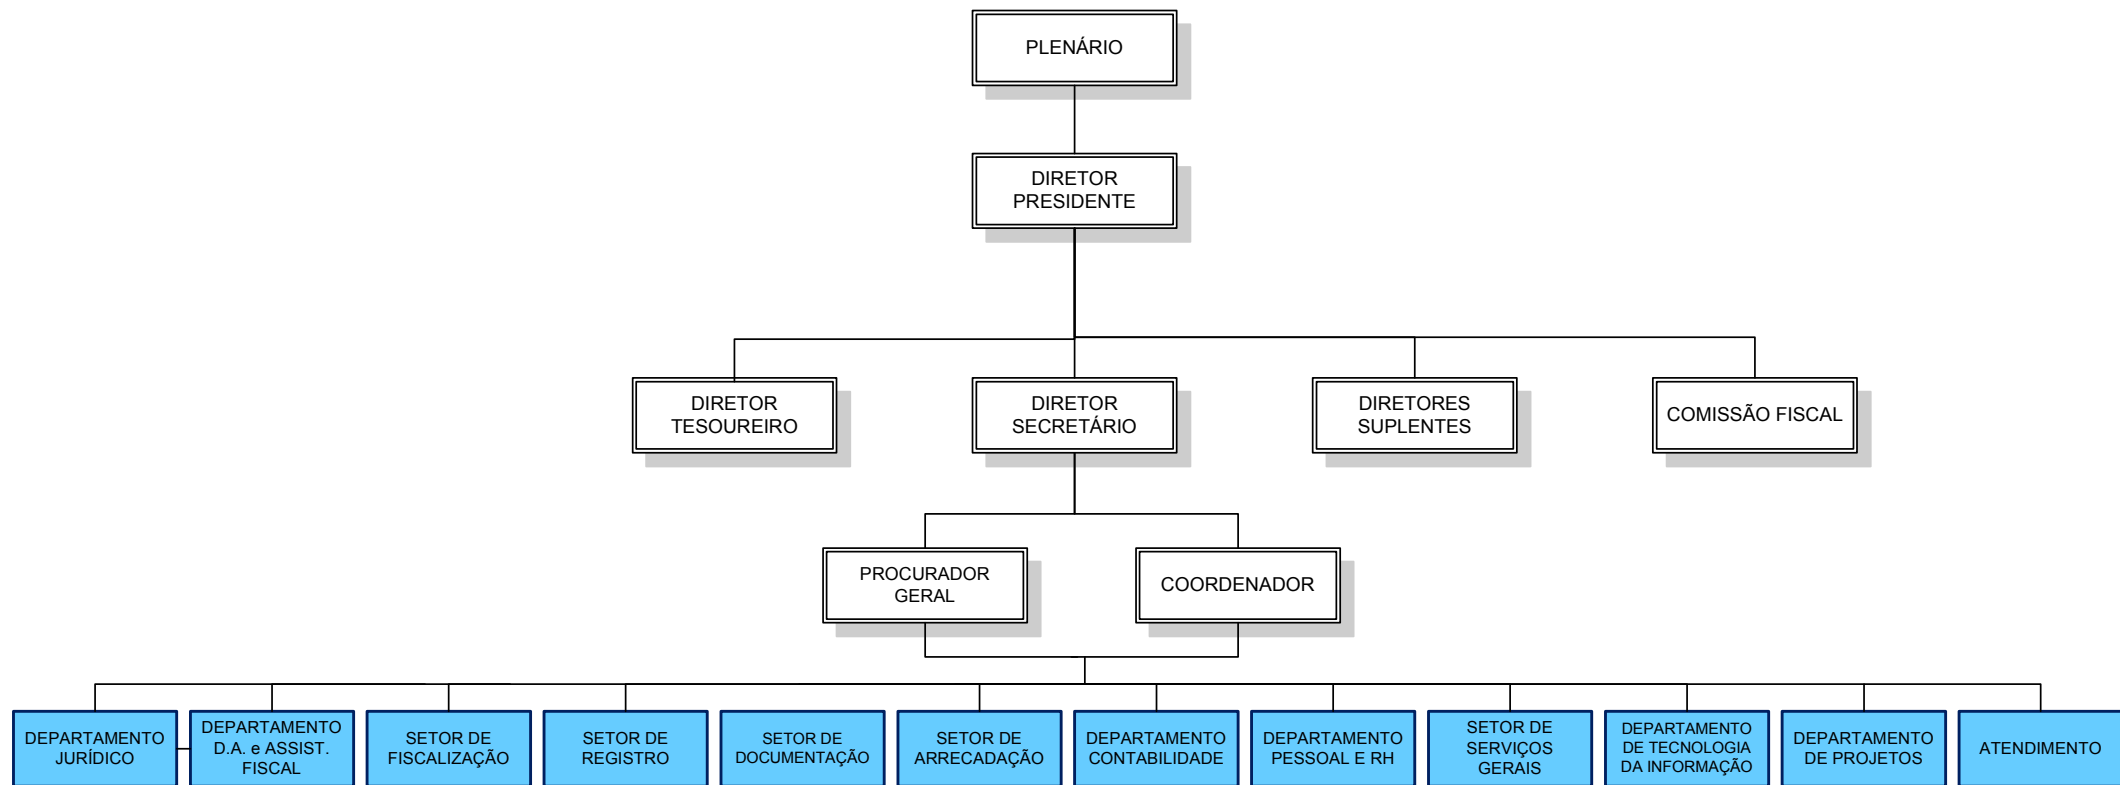 PLENÁRIO
DIRETOR
PRESIDENTE
DIRETOR
TESOUREIRO
DIRETOR
SECRETÁRIO
DIRETORES
SUPLENTES
COMISSÃO FISCAL
PROCURADOR
GERAL
COORDENADOR
DEPARTAMENTO
JURÍDICO
DEPARTAMENTO
D.A. e ASSIST.
FISCAL
SETOR DE
FISCALIZAÇÃO
SETOR DE
REGISTRO
SETOR DE
DOCUMENTAÇÃO
SETOR DE
ARRECADAÇÃO
DEPARTAMENTO
CONTABILIDADE
DEPARTAMENTO
PESSOAL E RH
SETOR DE
SERVIÇOS
GERAIS
DEPARTAMENTO
DE TECNOLOGIA
DA INFORMAÇÃO
DEPARTAMENTO
DE PROJETOS
ATENDIMENTO